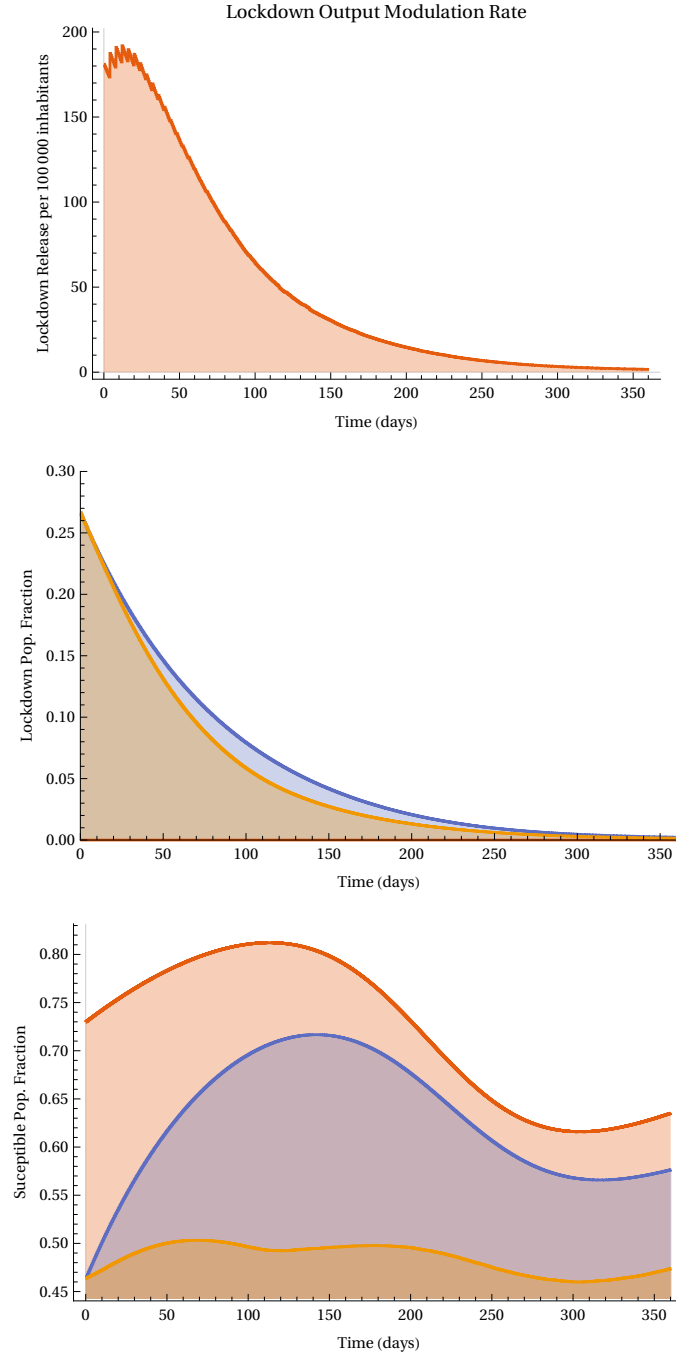 Lockdown Output Modulation Rate
Lockdown Release per 100 000 inhabitants
200
150
100
50
0
0 50 100 150 200 250 300 350
Time (days)
Lockdown Pop. Fraction
0.30
0.25
0.20
0.15
0.10
0.05
0.00
0 50 100 150 200 250 300 350
Time (days)
Suceptible Pop. Fraction
0.80
0.75
0.70
0.65
0.60
0.55
0.50
0.45
0 50 100 150 200 250 300 350
Time (days)